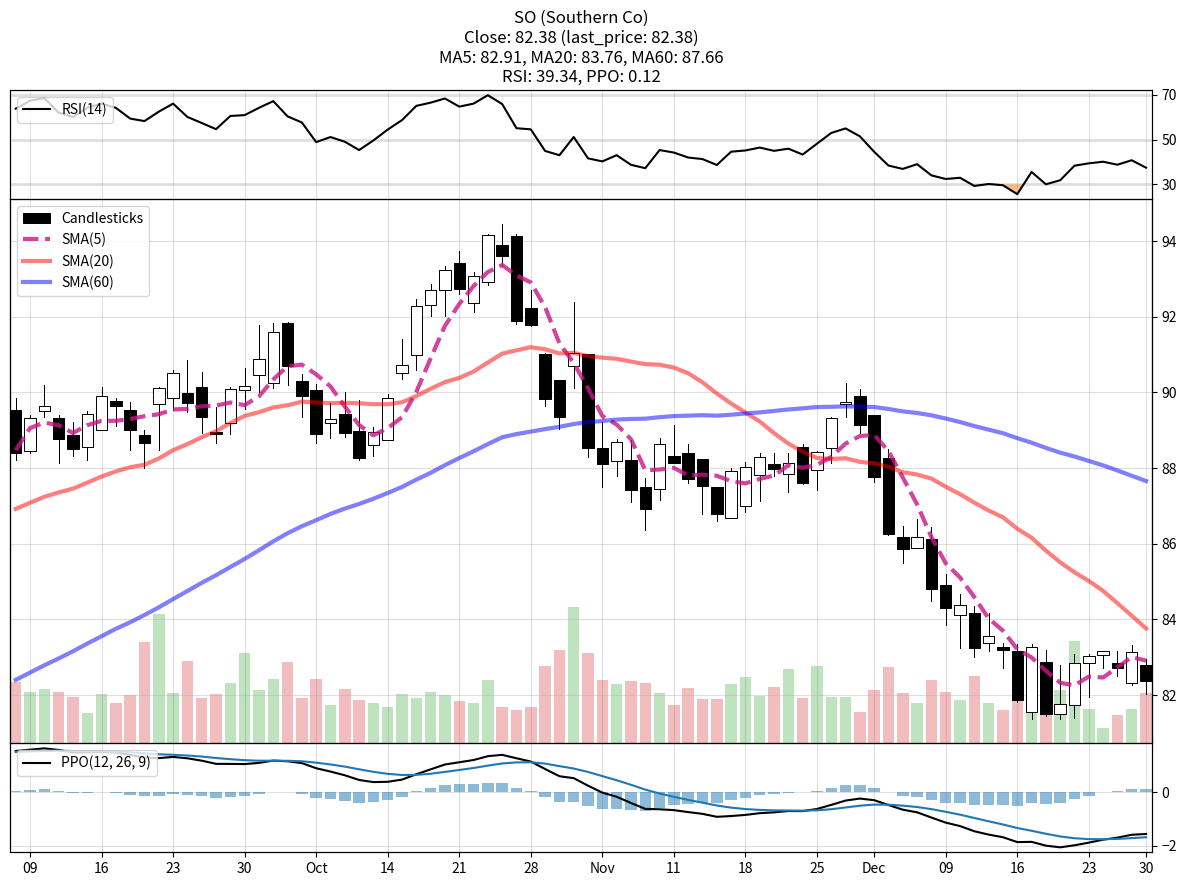 SO (Southern Co)
Close: 82.38 (last_price: 82.38)
MA5: 82.91, MA20: 83.76, MA60: 87.66
RSI: 39.34, PPO: 0.12
RSI(14)
70
50
30
Candlesticks
SMA(5)
SMA(20)
SMA(60)
94
92
90
88
86
84
82
PPO(12, 26, 9)
0
−2
09 16 23 30 Oct 14 21 28 Nov 11 18 25 Dec 09 16 23 30